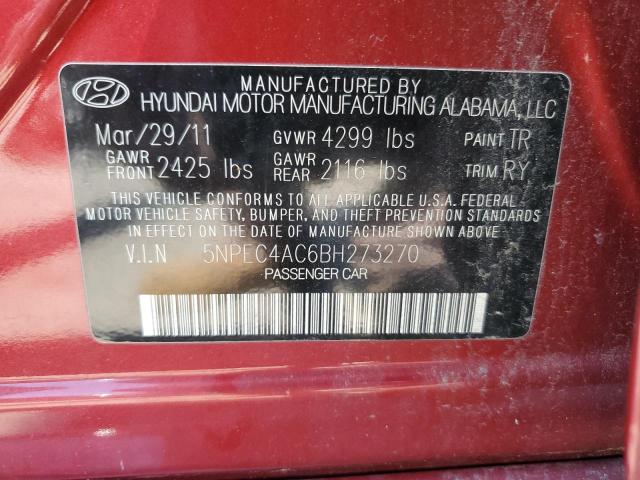 MANUFACTURED BY
HYUNDAI MOTOR MANUFACTURING ALABAMA, LLC
Mar/29/11 GVWR 4299 lbs PAINT TR
GAWR FRONT 2425 lbs GAWR REAR 2116 lbs TRIM RY
THIS VEHICLE CONFORMS TO ALL APPLICABLE U.S.A. FEDERAL
MOTOR VEHICLE SAFETY, BUMPER, AND THEFT PREVENTION STANDARDS
IN EFFECT ON THE DATE OF MANUFACTURE SHOWN ABOVE.
V.I.N 5NPEC4AC6BH273270
PASSENGER CAR